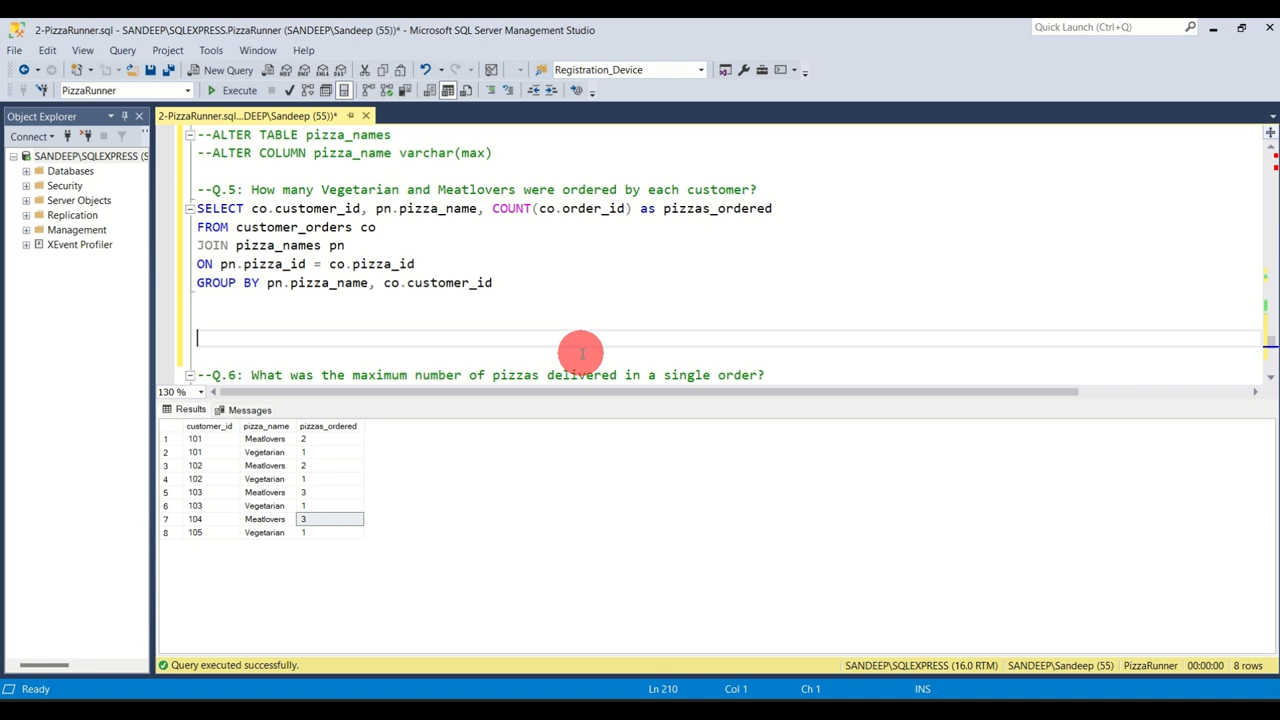 2-PizzaRunner.sql - SANDEEP\SQLEXPRESS.PizzaRunner (SANDEEP\Sandeep (55))* - Microsoft SQL Server Management Studio
Quick Launch (Ctrl+Q)
File Edit View Query Project Tools Window Help
New Query MDX DMX XMLA DAX Registration_Device
PizzaRunner Execute
Object Explorer
2-PizzaRunner.sql...DEEP\Sandeep (55))*
Connect
SANDEEP\SQLEXPRESS (S
Databases
Security
Server Objects
Replication
Management
XEvent Profiler
--ALTER TABLE pizza_names
--ALTER COLUMN pizza_name varchar(max)
--Q.5: How many Vegetarian and Meatlovers were ordered by each customer?
SELECT co.customer_id, pn.pizza_name, COUNT(co.order_id) as pizzas_ordered
FROM customer_orders co
JOIN pizza_names pn
ON pn.pizza_id = co.pizza_id
GROUP BY pn.pizza_name, co.customer_id
--Q.6: What was the maximum number of pizzas delivered in a single order?
130 %
Results Messages
customer_id pizza_name pizzas_ordered
1 101 Meatlovers 2
2 101 Vegetarian 1
3 102 Meatlovers 2
4 102 Vegetarian 1
5 103 Meatlovers 3
6 103 Vegetarian 1
7 104 Meatlovers 3
8 105 Vegetarian 1
Query executed successfully. SANDEEP\SQLEXPRESS (16.0 RTM) SANDEEP\Sandeep (55) PizzaRunner 00:00:00 8 rows
Ready Ln 210 Col 1 Ch 1 INS